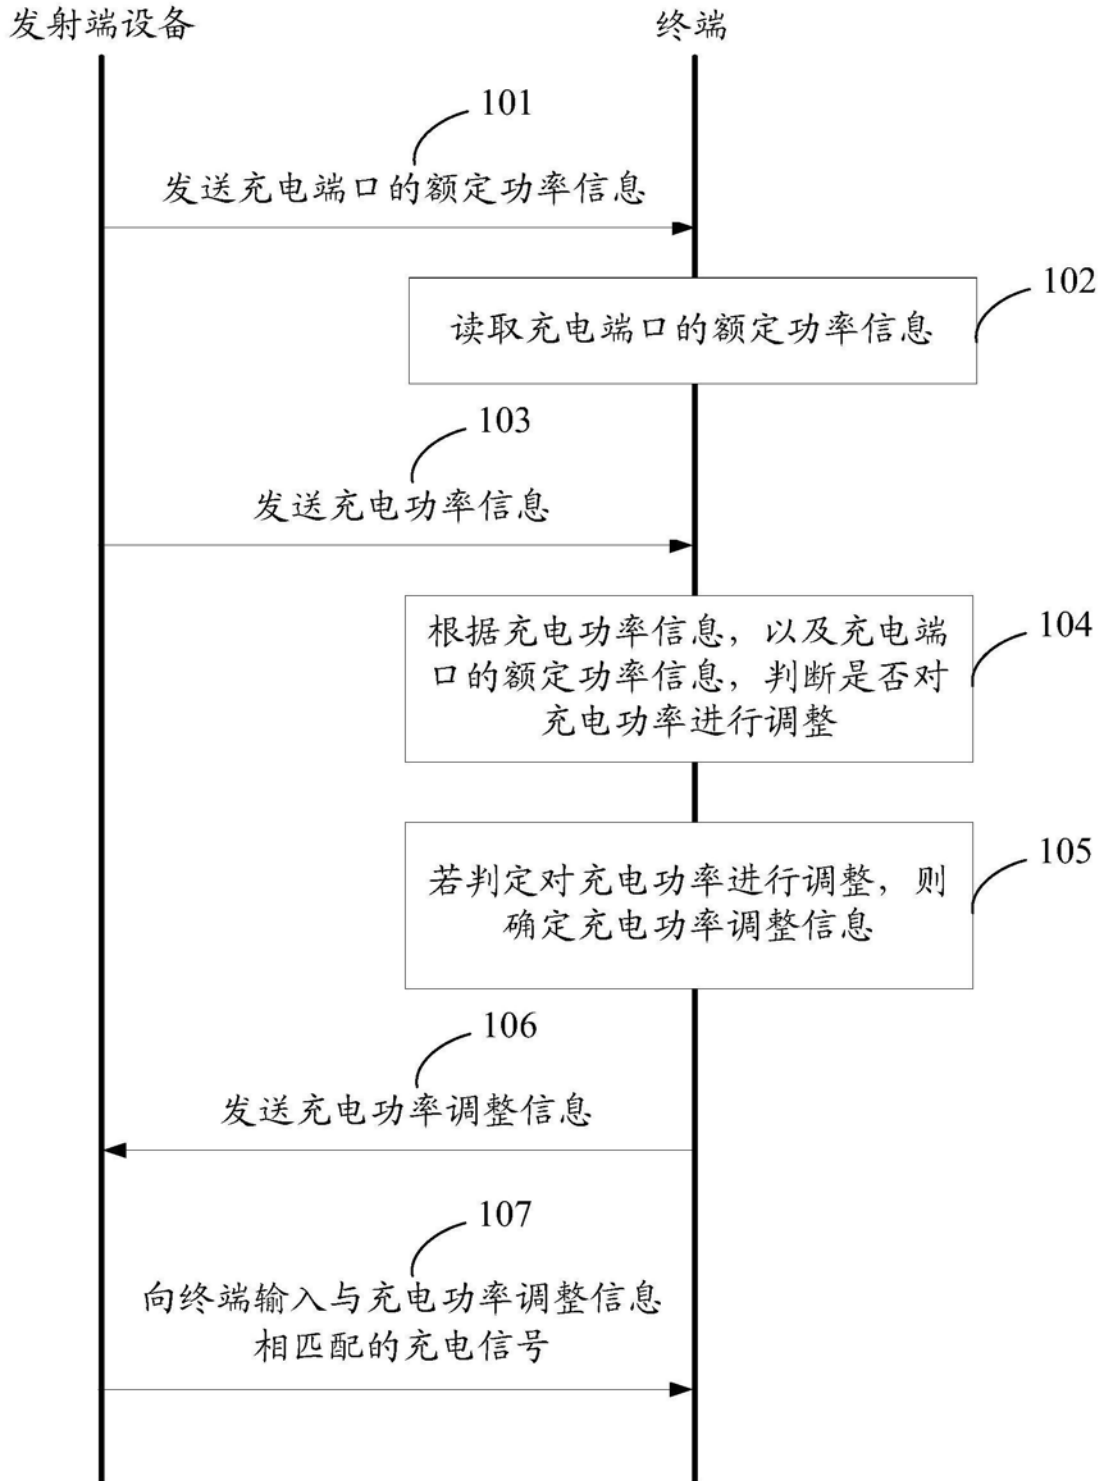 发射端设备
终端
101
发送充电端口的额定功率信息
102
读取充电端口的额定功率信息
103
发送充电功率信息
104
根据充电功率信息，以及充电端
口的额定功率信息，判断是否对
充电功率进行调整
105
若判定对充电功率进行调整，则
确定充电功率调整信息
106
发送充电功率调整信息
107
向终端输入与充电功率调整信息
相匹配的充电信号